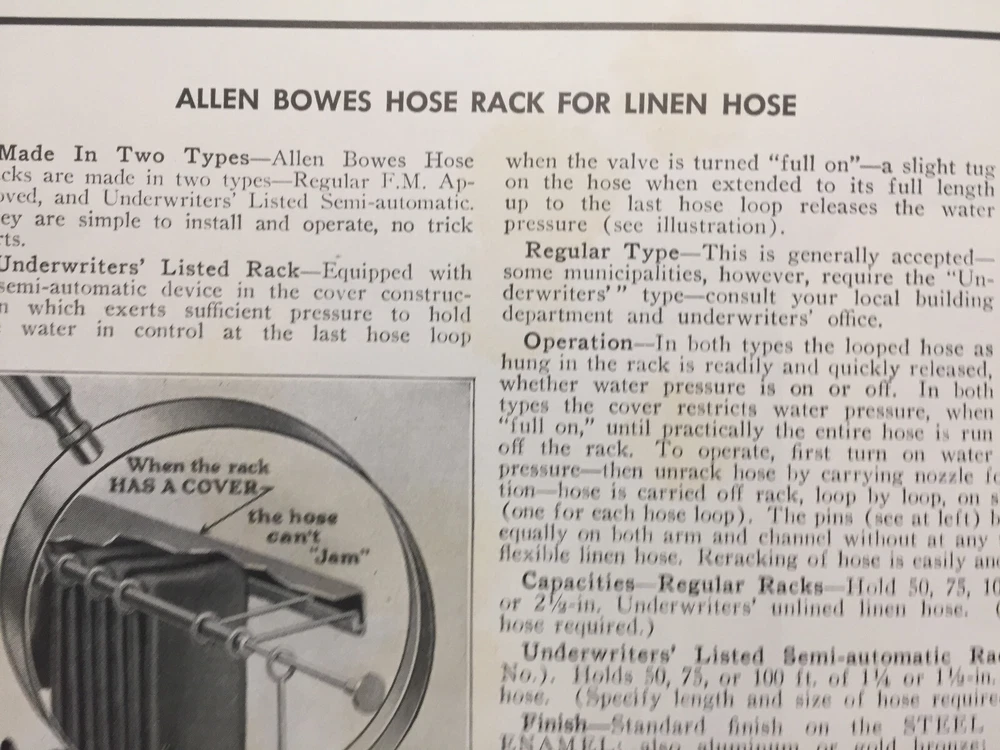 ALLEN BOWES HOSE RACK FOR LINEN HOSE
Made In Two Types—Allen Bowes Hose
cks are made in two types—Regular F.M. Ap-
oved, and Underwriters' Listed Semi-automatic.
ey are simple to install and operate, no trick
rts.
Underwriters' Listed Rack—Equipped with
semi-automatic device in the cover construc-
n which exerts sufficient pressure to hold
water in control at the last hose loop
When the rack
HAS A COVER—
the hose
can't
"Jam"
when the valve is turned "full on"—a slight tug
on the hose when extended to its full length
up to the last hose loop releases the water
pressure (see illustration).
Regular Type—This is generally accepted—
some municipalities, however, require the "Un-
derwriters'" type—consult your local building
department and underwriters' office.
Operation—In both types the looped hose as
hung in the rack is readily and quickly released,
whether water pressure is on or off. In both
types the cover restricts water pressure, when
"full on," until practically the entire hose is run
off the rack. To operate, first turn on water
pressure—then unrack hose by carrying nozzle fo
tion—hose is carried off rack, loop by loop, on s
(one for each hose loop). The pins (see at left) h
equally on both arm and channel without at any
flexible linen hose. Reracking of hose is easily and
Capacities—Regular Racks—Hold 50, 75, 10
or 2½-in. Underwriters' unlined linen hose.
hose required.)
Underwriters' Listed Semi-automatic Rac
No.). Holds 50, 75, or 100 ft. of 1¼ or 1½-in.
hose. (Specify length and size of hose require
Finish—Standard finish on the STEEL
ENAMEL; also aluminum or gold bronze;